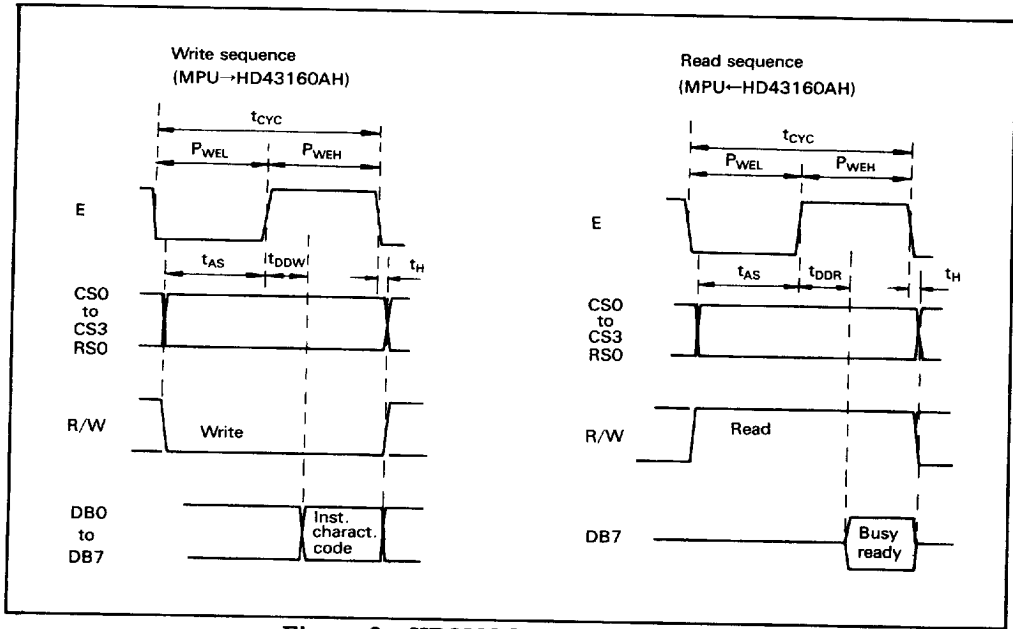 Write sequence
(MPU→HD43160AH)
tCYC
PWEL
PWEH
E
tAS
tDDW
tH
CS0
to
CS3
RS0
R/W
Write
DB0
to
DB7
Inst.
charact.
code
Read sequence
(MPU←HD43160AH)
tCYC
PWEL
PWEH
E
tAS
tDDR
tH
CS0
to
CS3
RS0
R/W
Read
DB7
Busy
ready